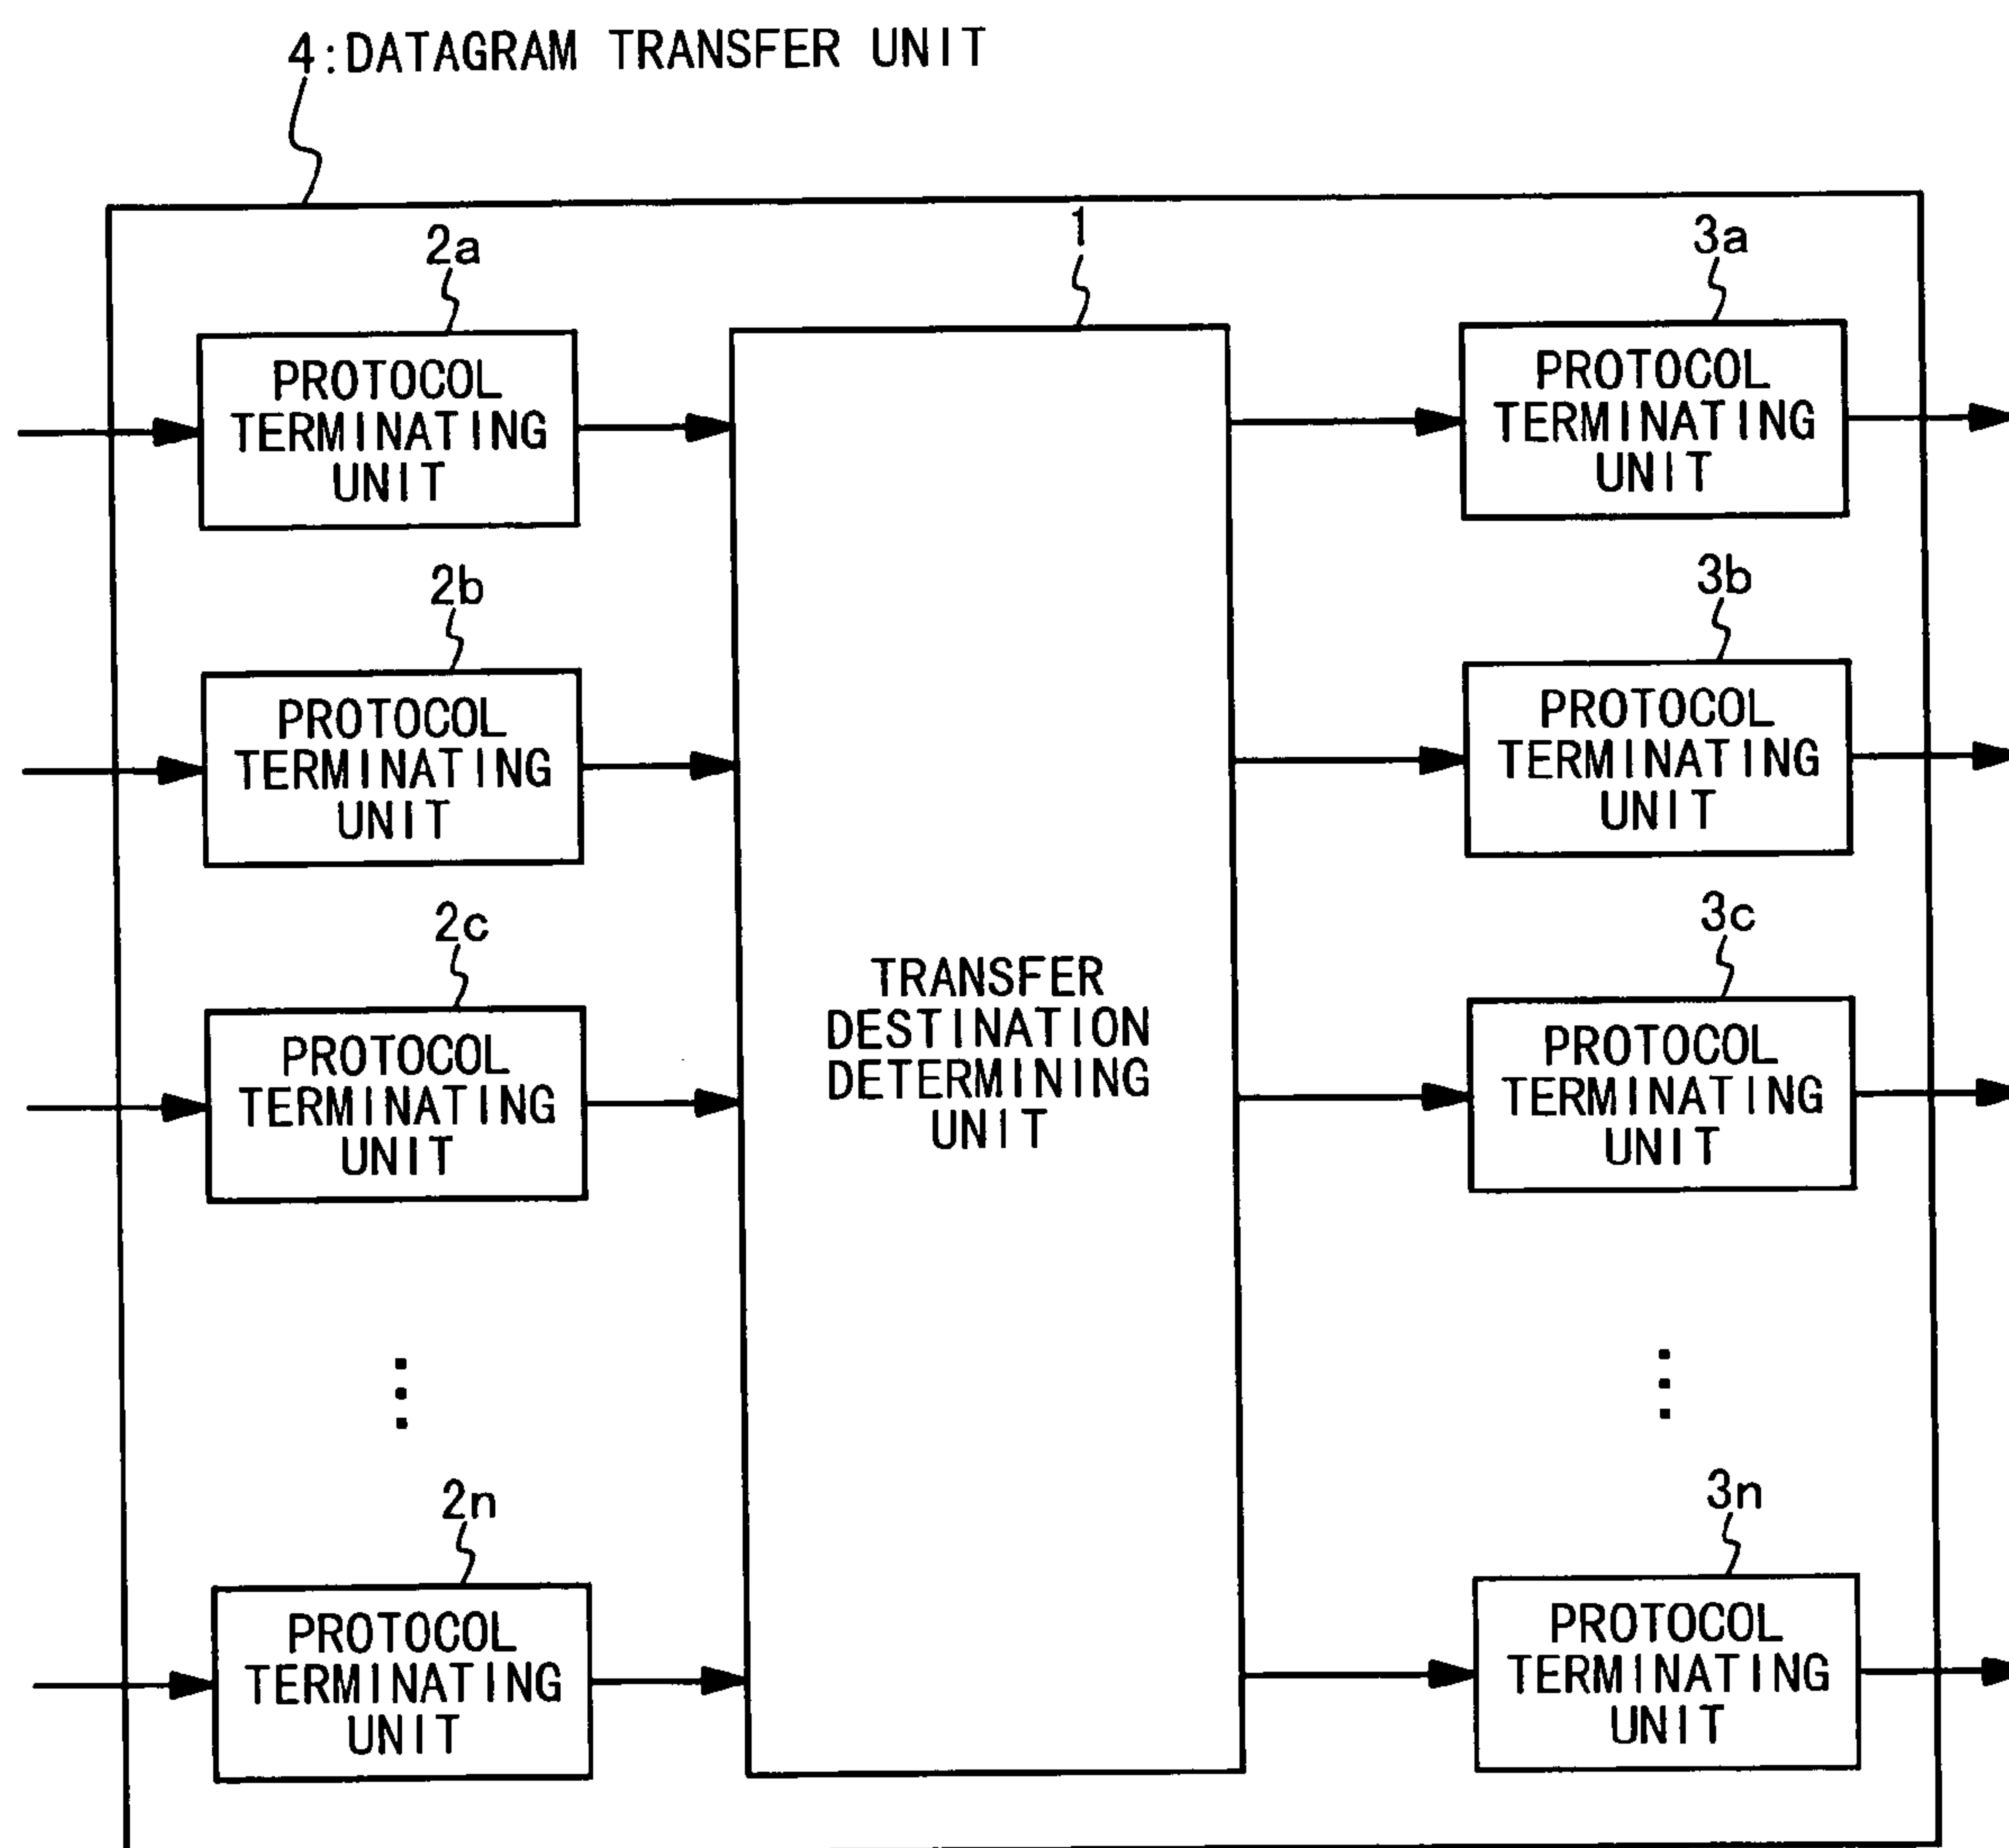 4:DATAGRAM TRANSFER UNIT
2a
1
3a
PROTOCOL
TERMINATING
UNIT
PROTOCOL
TERMINATING
UNIT
2b
3b
PROTOCOL
TERMINATING
UNIT
PROTOCOL
TERMINATING
UNIT
2c
3c
PROTOCOL
TERMINATING
UNIT
TRANSFER
DESTINATION
DETERMINING
UNIT
PROTOCOL
TERMINATING
UNIT
2n
3n
PROTOCOL
TERMINATING
UNIT
PROTOCOL
TERMINATING
UNIT